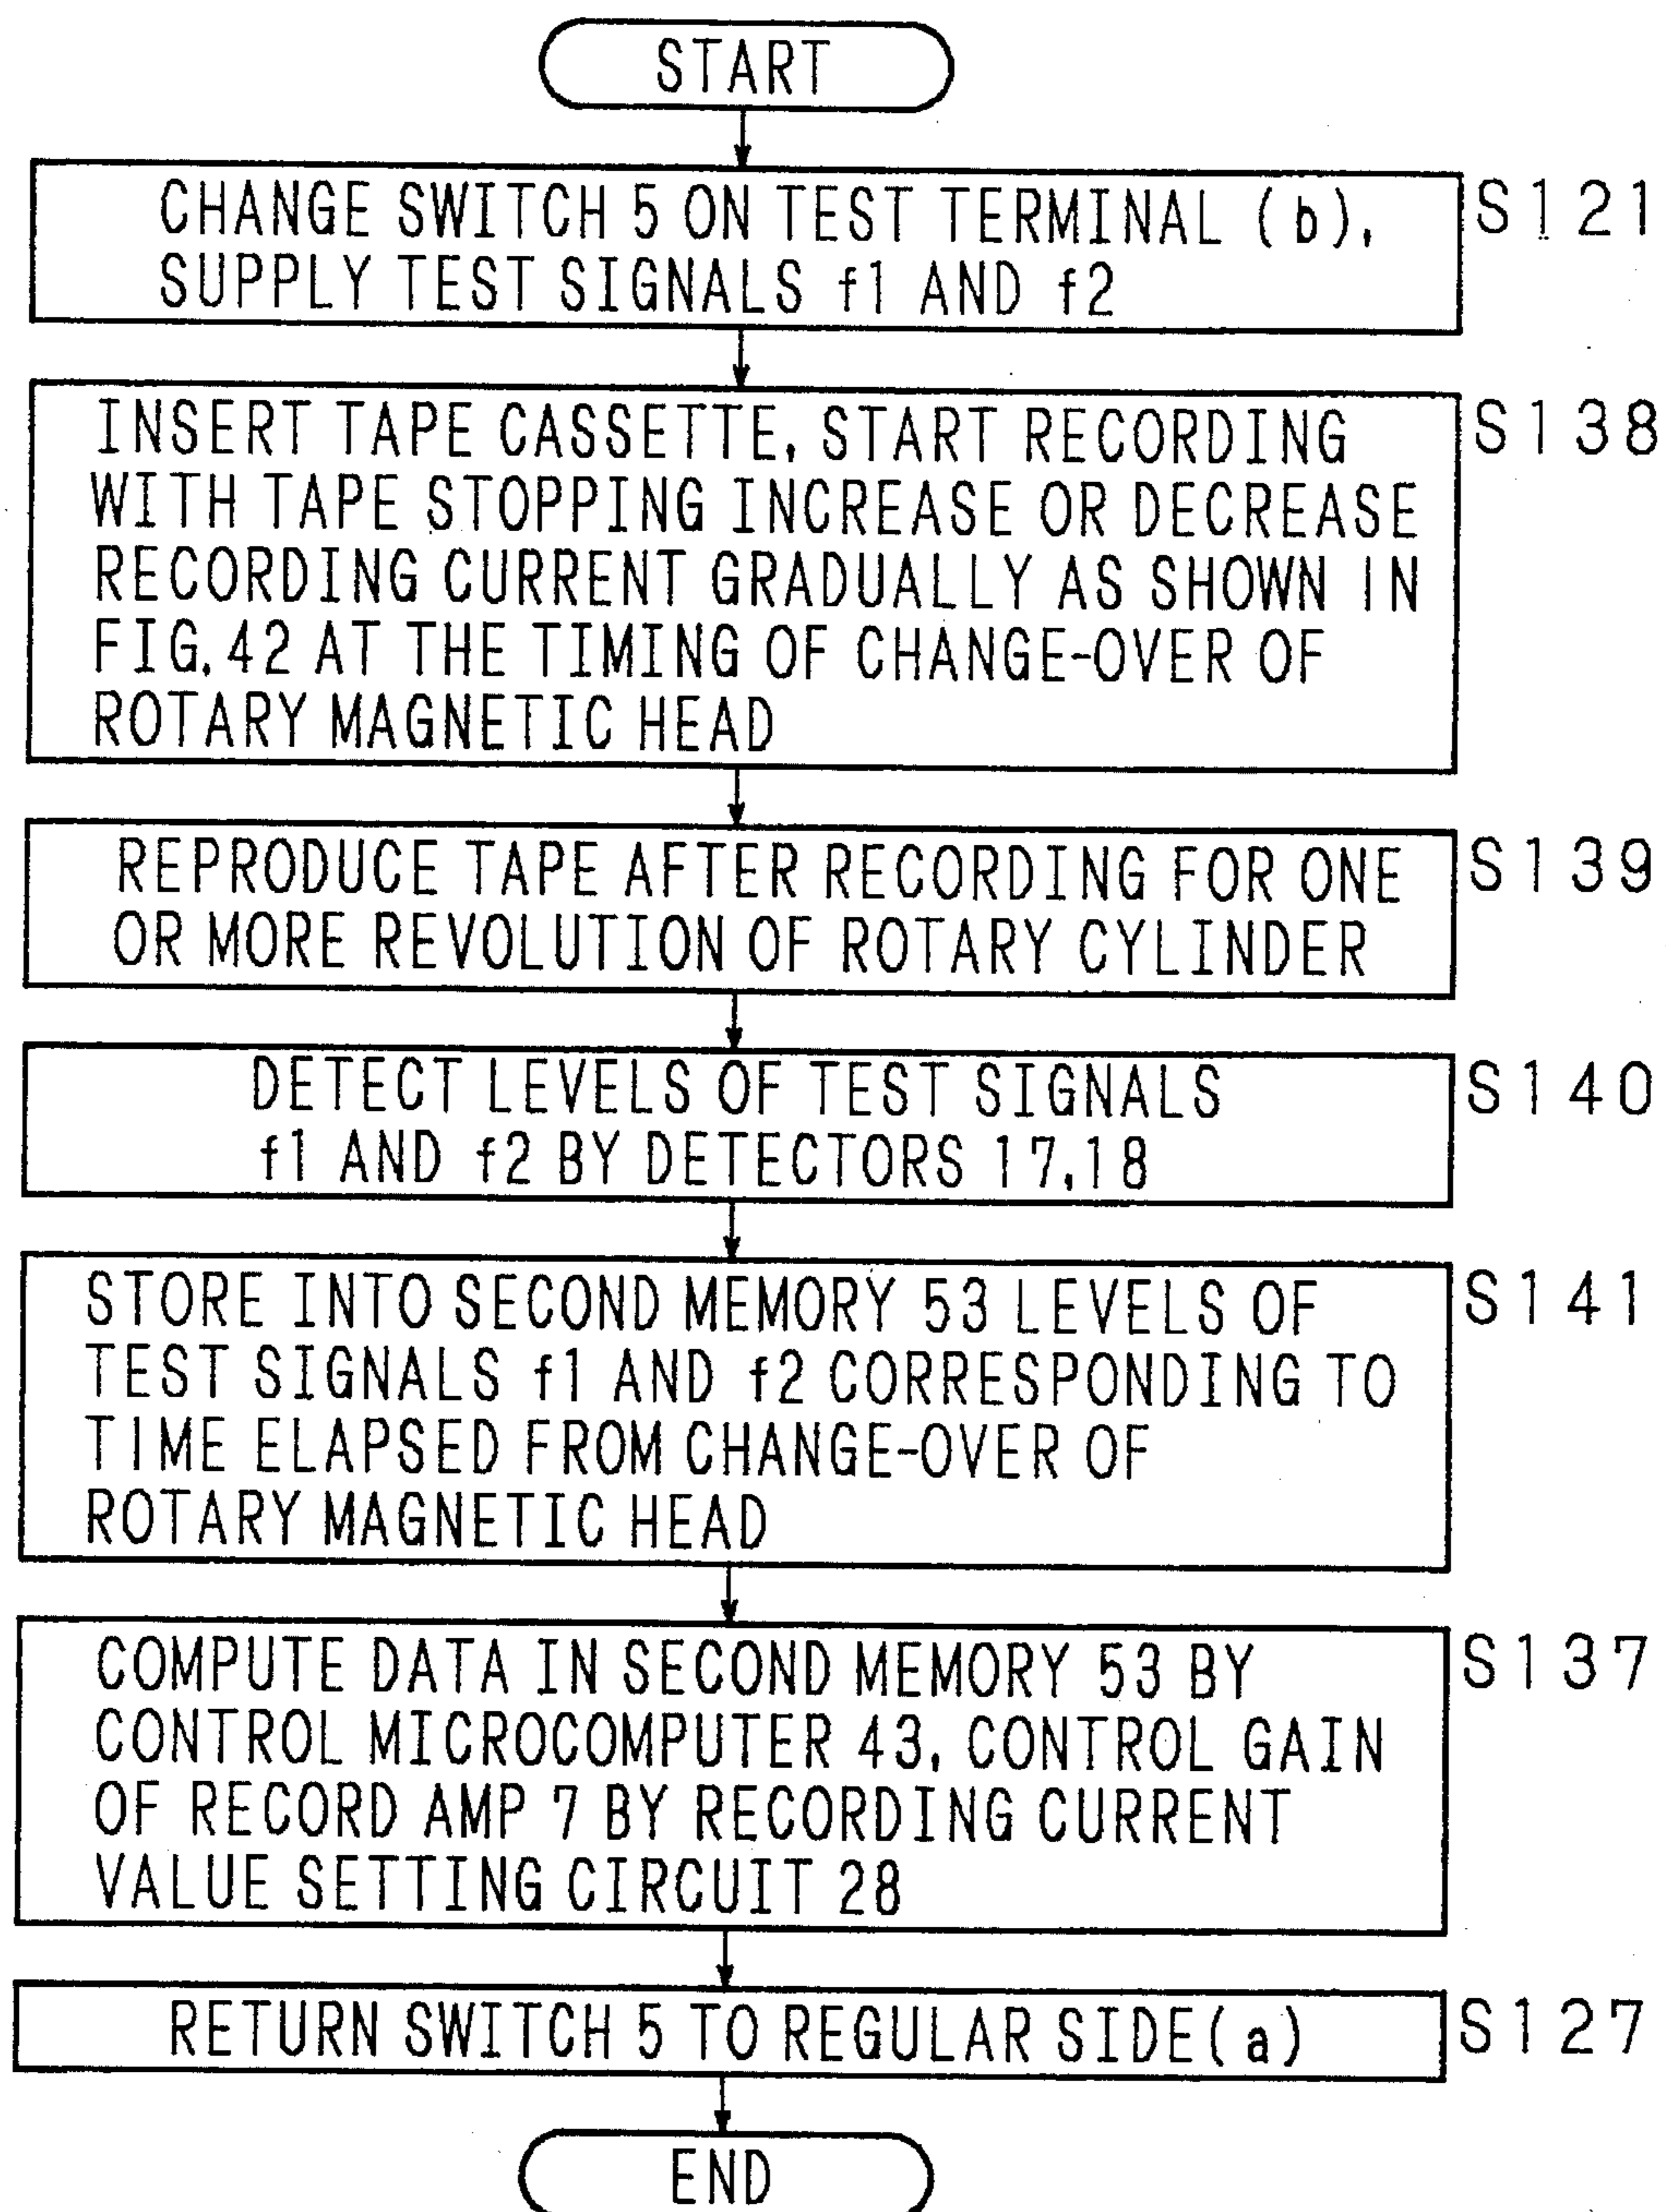 START
CHANGE SWITCH 5 ON TEST TERMINAL (b),
SUPPLY TEST SIGNALS f1 AND f2
S121
INSERT TAPE CASSETTE, START RECORDING
WITH TAPE STOPPING INCREASE OR DECREASE
RECORDING CURRENT GRADUALLY AS SHOWN IN
FIG.42 AT THE TIMING OF CHANGE-OVER OF
ROTARY MAGNETIC HEAD
S138
REPRODUCE TAPE AFTER RECORDING FOR ONE
OR MORE REVOLUTION OF ROTARY CYLINDER
S139
DETECT LEVELS OF TEST SIGNALS
f1 AND f2 BY DETECTORS 17,18
S140
STORE INTO SECOND MEMORY 53 LEVELS OF
TEST SIGNALS f1 AND f2 CORRESPONDING TO
TIME ELAPSED FROM CHANGE-OVER OF
ROTARY MAGNETIC HEAD
S141
COMPUTE DATA IN SECOND MEMORY 53 BY
CONTROL MICROCOMPUTER 43, CONTROL GAIN
OF RECORD AMP 7 BY RECORDING CURRENT
VALUE SETTING CIRCUIT 28
S137
RETURN SWITCH 5 TO REGULAR SIDE(a)
S127
END